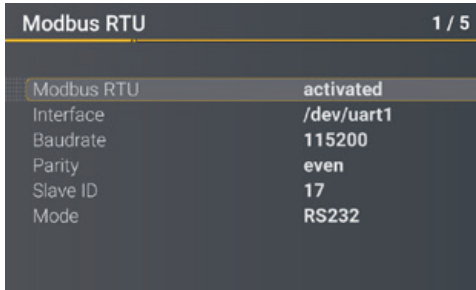 Modbus RTU 1 / 5
Modbus RTU activated
Interface /dev/uart1
Baudrate 115200
Parity even
Slave ID 17
Mode RS232